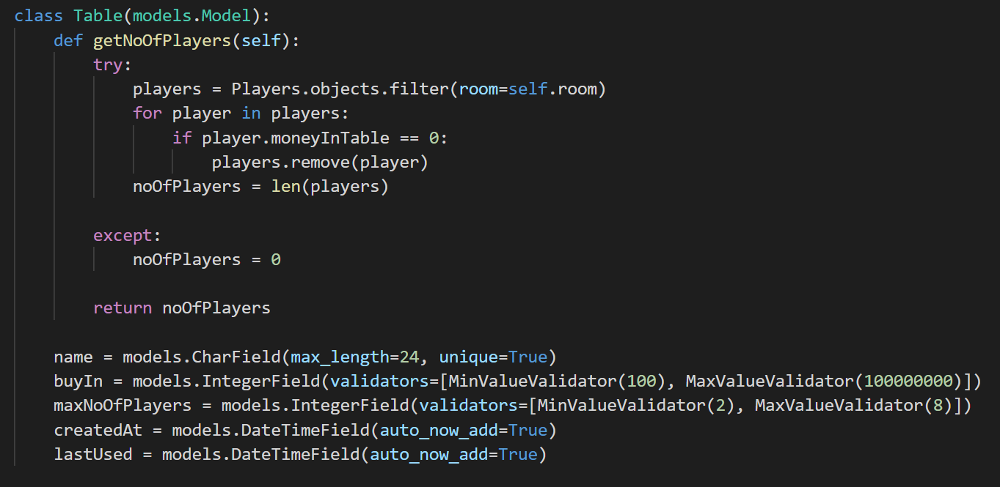 class Table(models.Model):
    def getNoOfPlayers(self):
        try:
            players = Players.objects.filter(room=self.room)
            for player in players:
                if player.moneyInTable == 0:
                    players.remove(player)
            noOfPlayers = len(players)

        except:
            noOfPlayers = 0

        return noOfPlayers

    name = models.CharField(max_length=24, unique=True)
    buyIn = models.IntegerField(validators=[MinValueValidator(100), MaxValueValidator(100000000)])
    maxNoOfPlayers = models.IntegerField(validators=[MinValueValidator(2), MaxValueValidator(8)])
    createdAt = models.DateTimeField(auto_now_add=True)
    lastUsed = models.DateTimeField(auto_now_add=True)